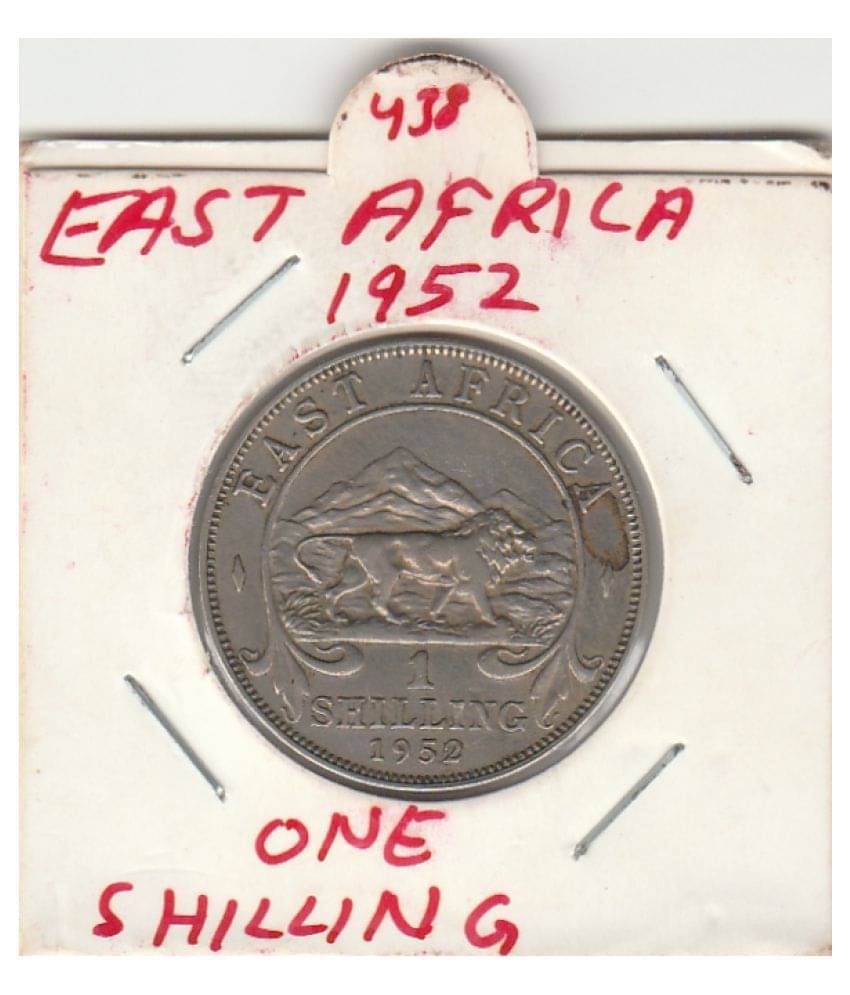 438
EAST AFRICA
1952
EAST AFRICA
1
SHILLING
1952
ONE
SHILLING